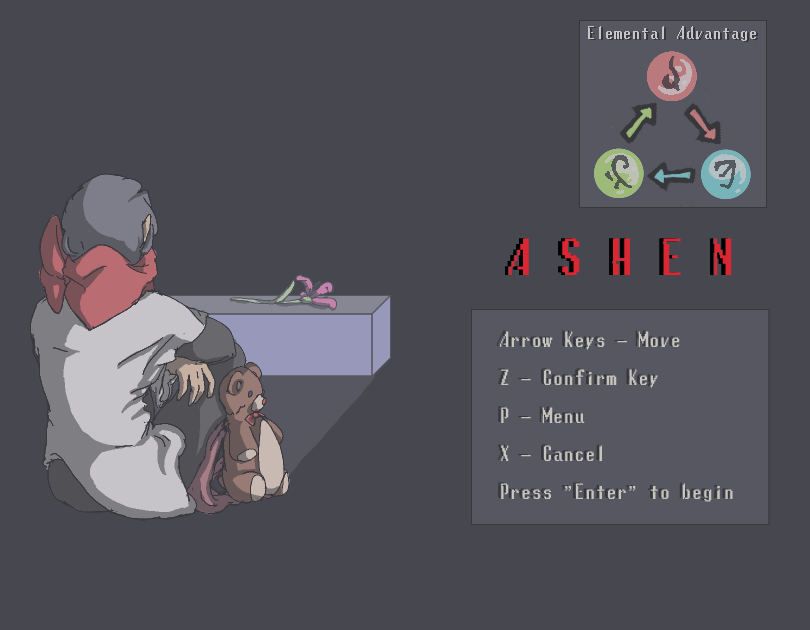 Elemental Advantage
ASHEN
Arrow Keys – Move
Z – Confirm Key
P – Menu
X – Cancel
Press "Enter" to begin